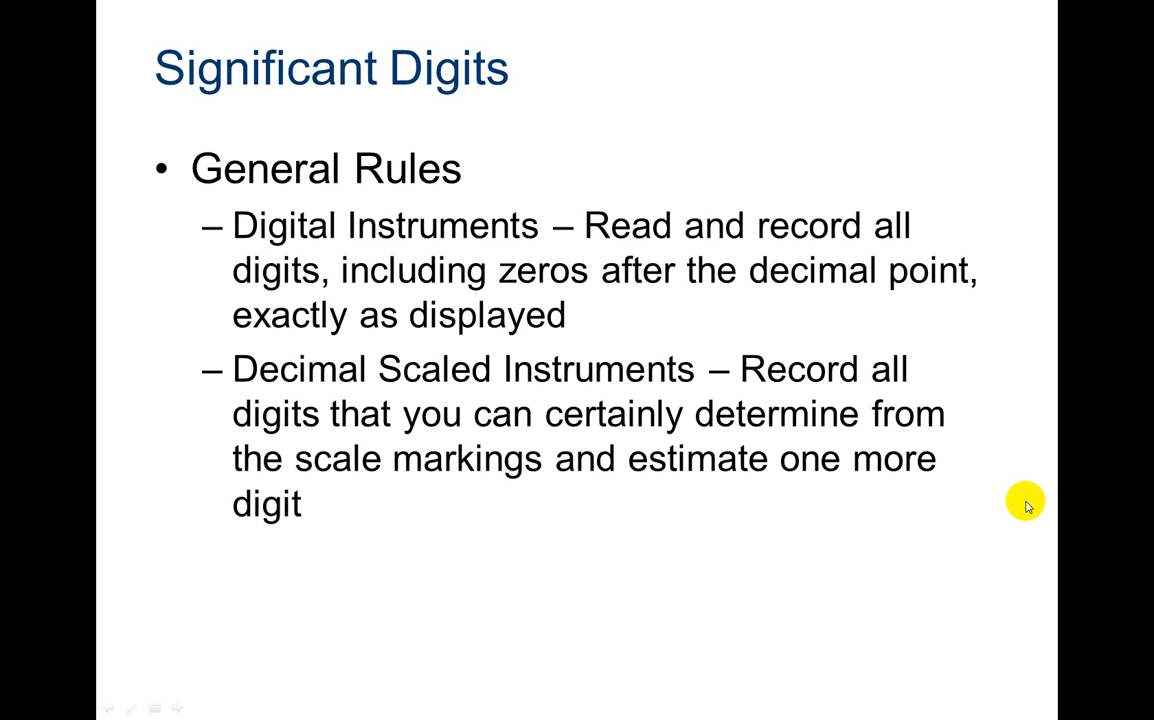 Significant Digits
• General Rules
– Digital Instruments – Read and record all
digits, including zeros after the decimal point,
exactly as displayed
– Decimal Scaled Instruments – Record all
digits that you can certainly determine from
the scale markings and estimate one more
digit